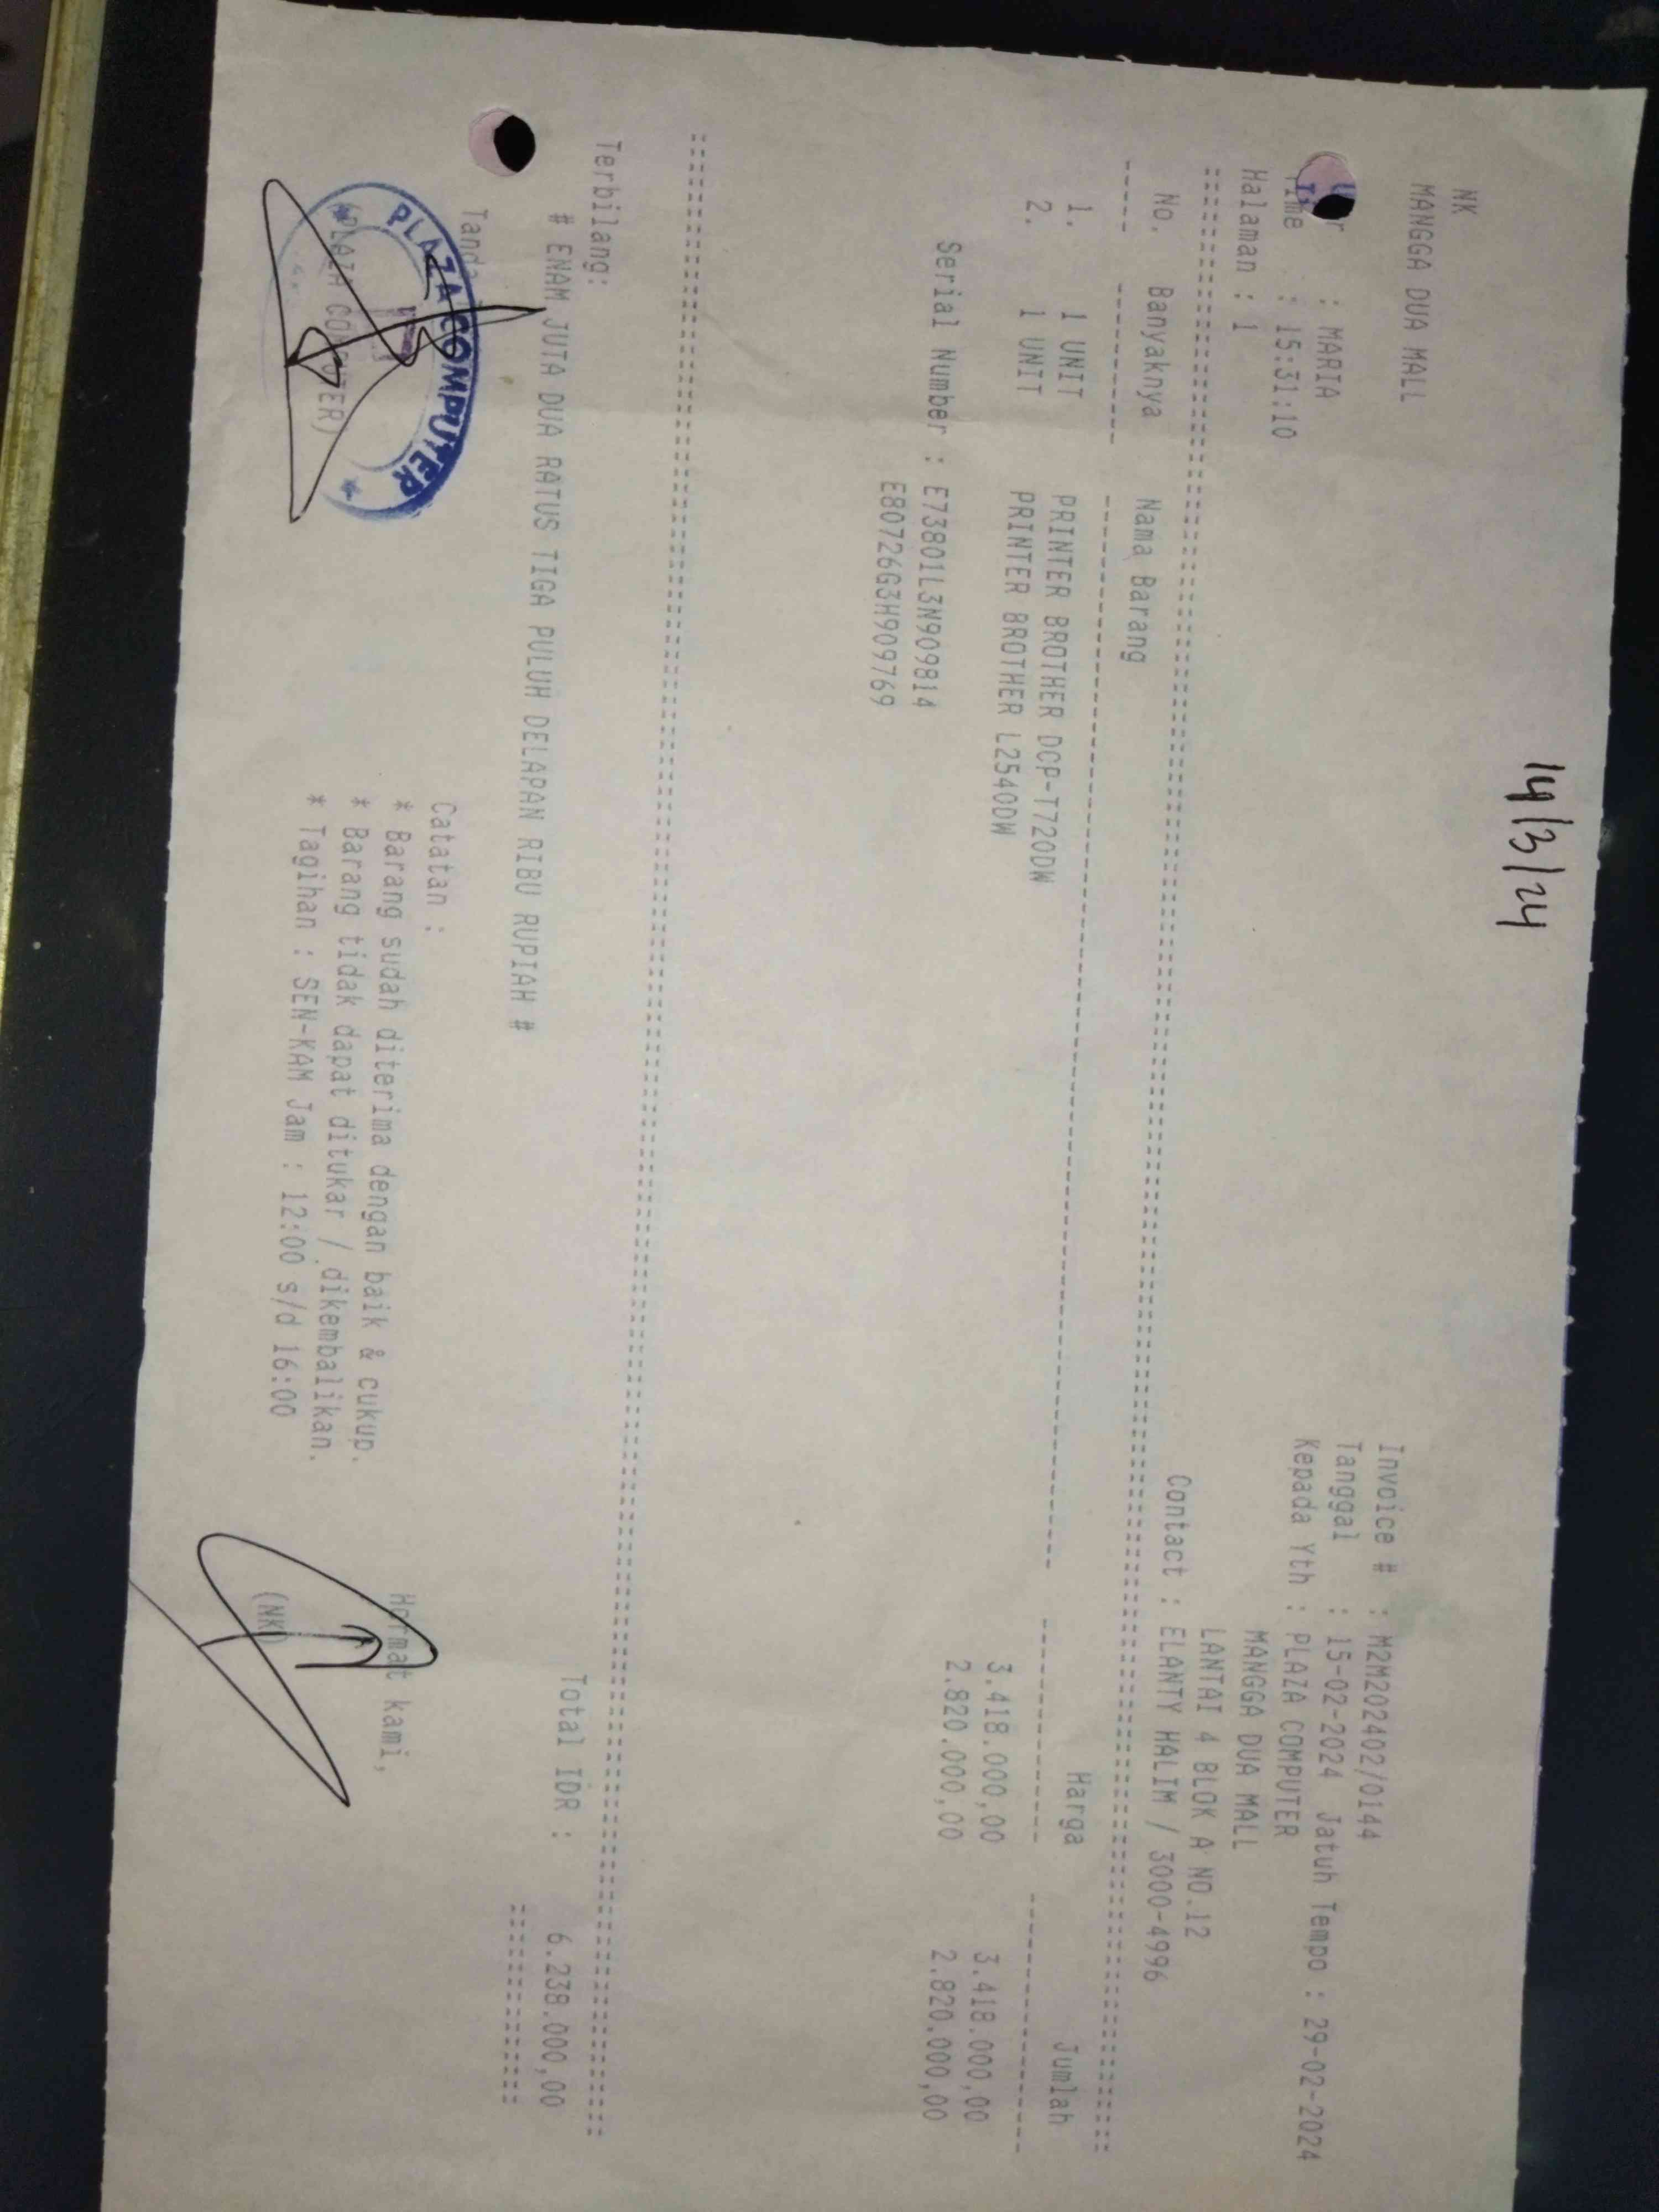 14/3/24
NK
MANGGA DUA MALL
Invoice # : M2M202402/0144
Tanggal : 15-02-2024 Jatuh Tempo : 29-02-2024
: MARIA
Kepada Yth : PLAZA COMPUTER
Time : 15:31:10
MANGGA DUA MALL
Halaman : 1
LANTAI 4 BLOK A NO.12
Contact : ELANTY HALIM / 3000-4996
No. Banyaknya Nama Barang Harga Jumlah
1. 1 UNIT PRINTER BROTHER DCP-T720DW 3.418.000,00 3.418.000,00
2. 1 UNIT PRINTER BROTHER L2540DW 2.820.000,00 2.820.000,00
Serial Number : E73801L3N909814
E80726G3H909769
Terbilang: Total IDR : 6.238.000,00
# ENAM JUTA DUA RATUS TIGA PULUH DELAPAN RIBU RUPIAH #
Tanda
Catatan :
Hormat kami,
* Barang sudah diterima dengan baik & cukup.
* Barang tidak dapat ditukar / dikembalikan.
* Tagihan : SEN-KAM Jam : 12:00 s/d 16:00
PLAZA COMPUTER
(PLAZA COMPUTER)
(NK)